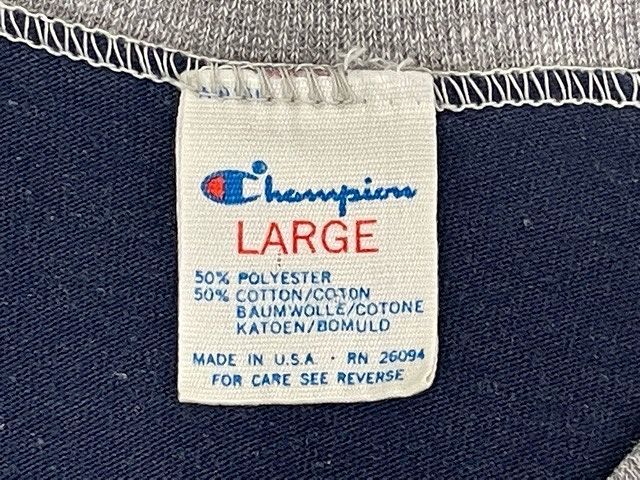 Champion
LARGE
50% POLYESTER
50% COTTON/COTON
BAUMWOLLE/COTONE
KATOEN/BOMULD
MADE IN U.S.A · RN 26094
FOR CARE SEE REVERSE